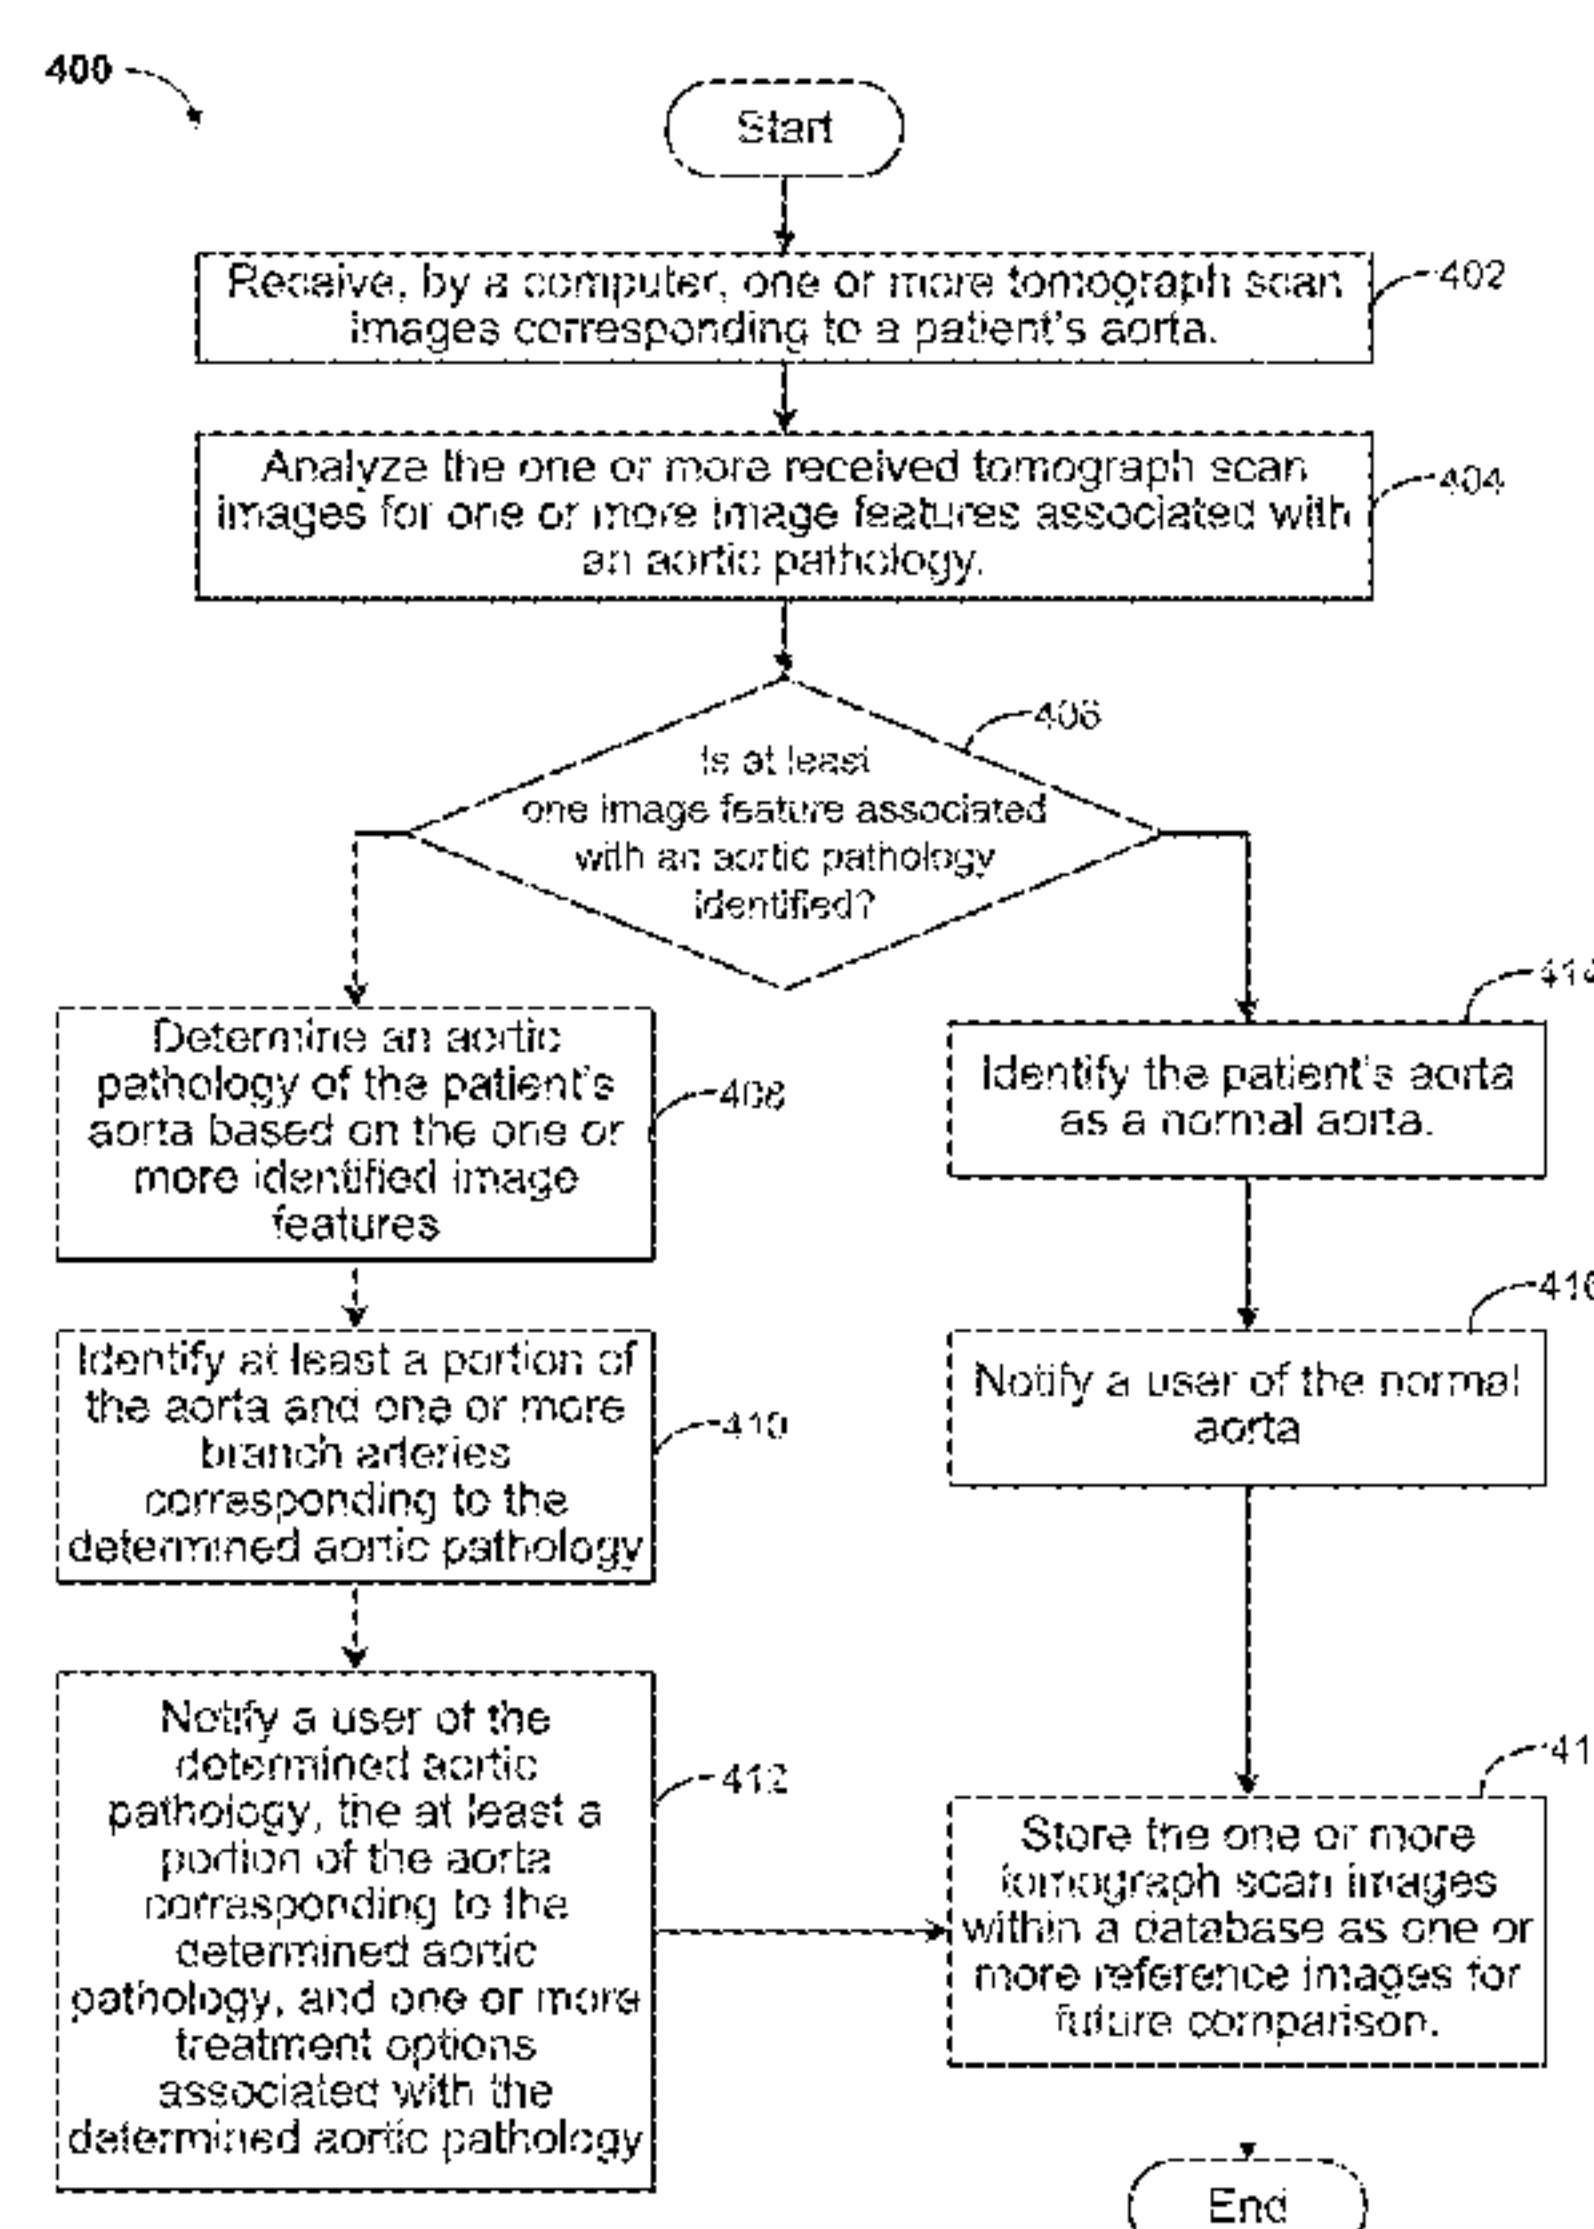 400
Start
Receive, by a computer, one or more tomograph scan
images corresponding to a patient's aorta.
402
Analyze the one or more received tomograph scan
images for one or more image features associated with
an aortic pathology.
404
Is at least
one image feature associated
with an aortic pathology
identified?
406
Determine an aortic
pathology of the patient's
aorta based on the one or
more identified image
features
408
Identify at least a portion of
the aorta and one or more
branch arteries
corresponding to the
determined aortic pathology
410
Notify a user of the
determined aortic
pathology, the at least a
portion of the aorta
corresponding to the
determined aortic
pathology, and one or more
treatment options
associated with the
determined aortic pathology
412
414
Identify the patient's aorta
as a normal aorta.
416
Notify a user of the normal
aorta
41
Store the one or more
tomograph scan images
within a database as one or
more reference images for
future comparison.
End